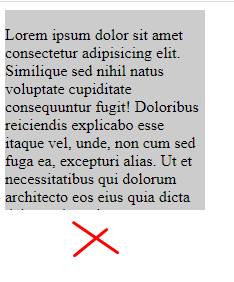 Lorem ipsum dolor sit amet
consectetur adipisicing elit.
Similique sed nihil natus
voluptate cupiditate
consequuntur fugit! Doloribus
reiciendis explicabo esse
itaque vel, unde, non cum sed
fuga ea, excepturi alias. Ut et
necessitatibus qui dolorum
architecto eos eius quia dicta